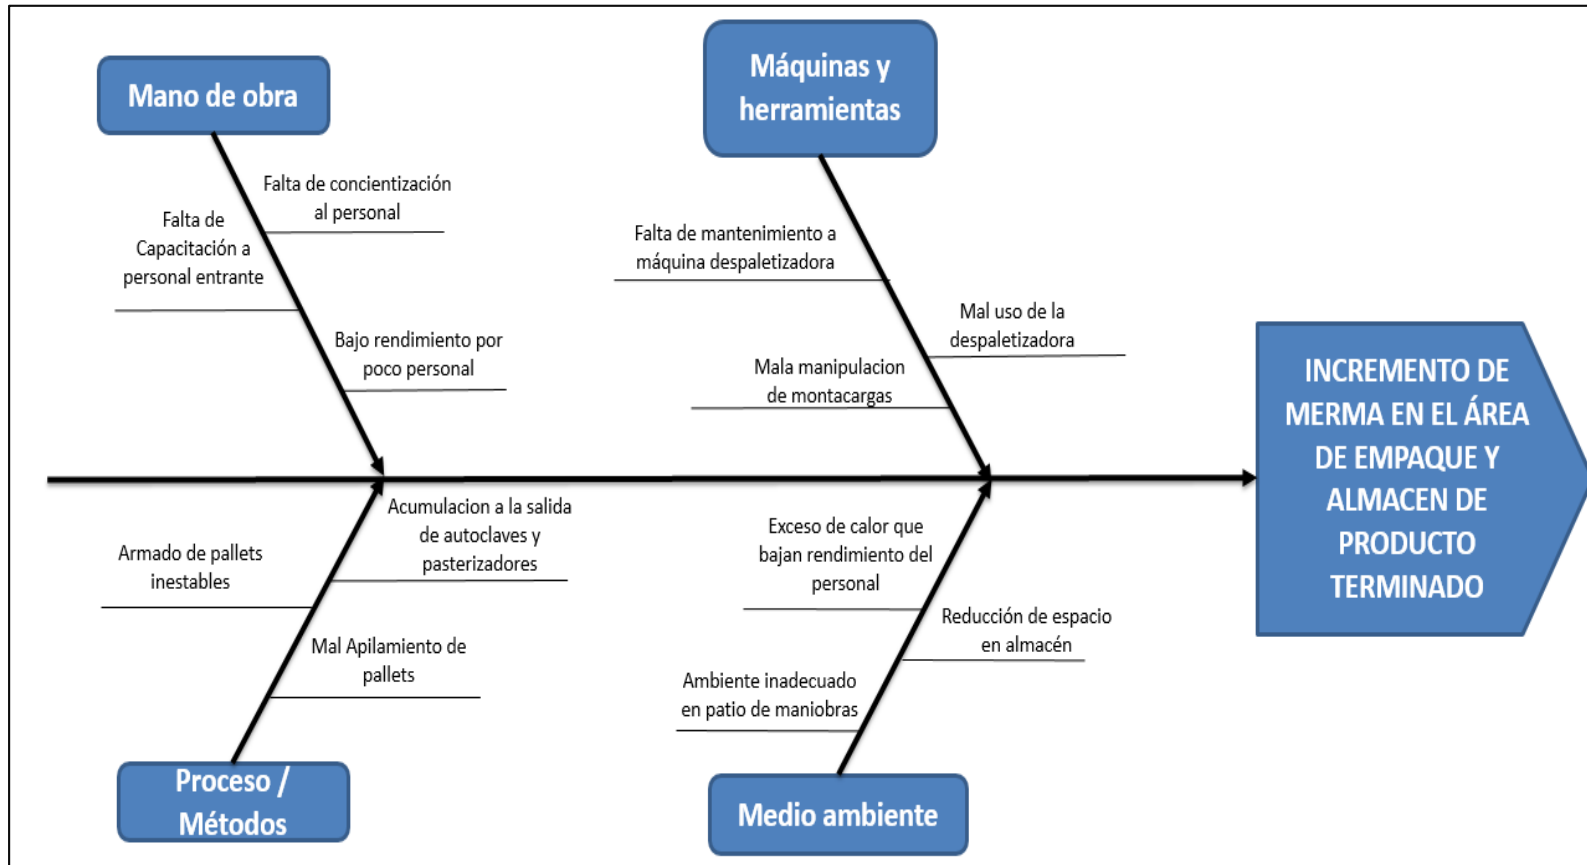 Mano de obra
Falta de concientización
al personal
Falta de
Capacitación a
personal entrante
Bajo rendimiento por
poco personal
Máquinas y
herramientas
Falta de mantenimiento a
máquina despaletizadora
Mal uso de la
despaletizadora
Mala manipulacion
de montacargas
INCREMENTO DE
MERMA EN EL ÁREA
DE EMPAQUE Y
ALMACEN DE
PRODUCTO
TERMINADO
Acumulacion a la salida
de autoclaves y
pasterizadores
Armado de pallets
inestables
Mal Apilamiento de
pallets
Proceso /
Métodos
Exceso de calor que
bajan rendimiento del
personal
Reducción de espacio
en almacén
Ambiente inadecuado
en patio de maniobras
Medio ambiente